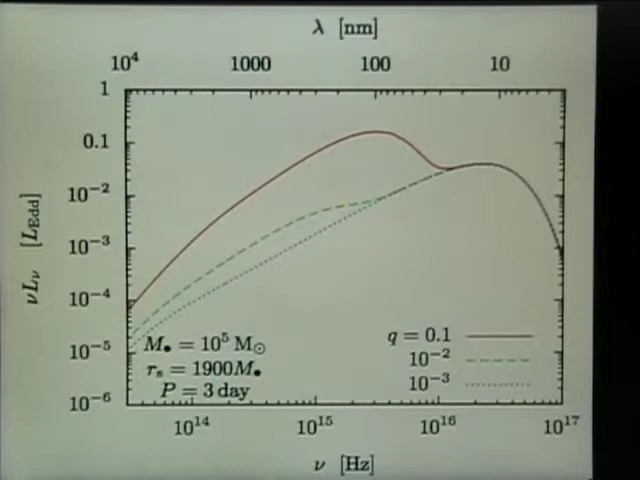 λ [nm]
10⁴ 1000 100 10
1
0.1
10⁻²
10⁻³
10⁻⁴
10⁻⁵
10⁻⁶
νLν [L_Edd]
M• = 10⁵ M⊙
rₛ = 1900M•
P = 3 day
q = 0.1
10⁻²
10⁻³
10¹⁴ 10¹⁵ 10¹⁶ 10¹⁷
ν [Hz]